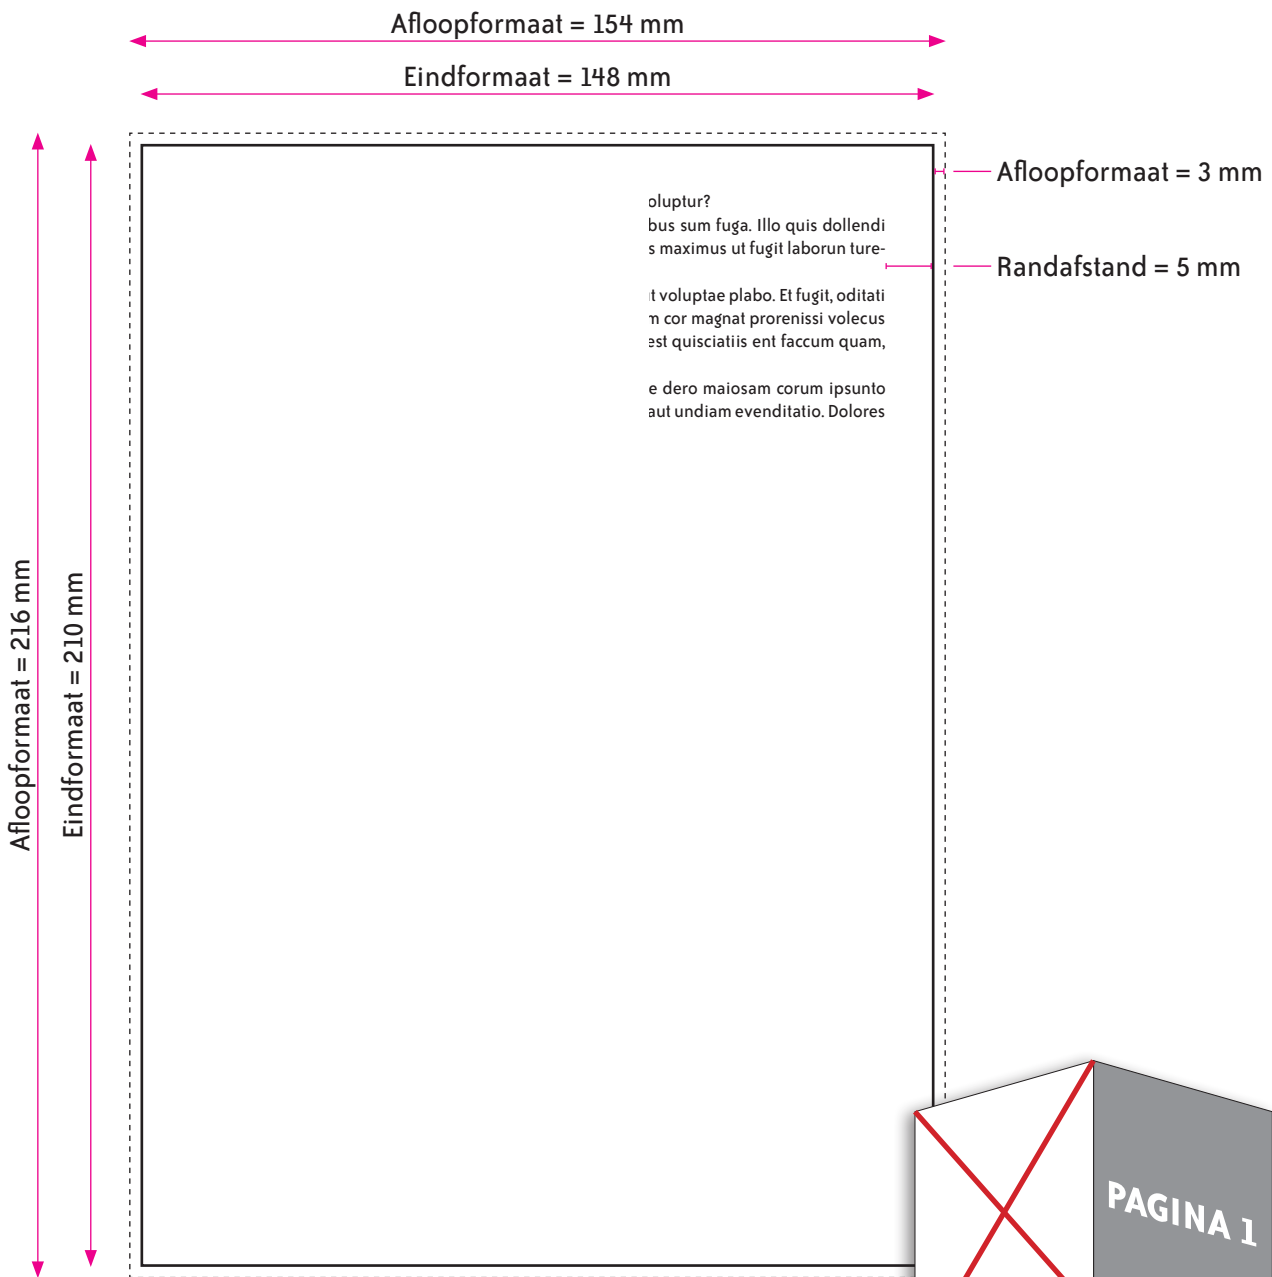 Afloopformaat = 154 mm
Eindformaat = 148 mm
Afloopformaat = 3 mm
Randafstand = 5 mm
oluptur?
bus sum fuga. Illo quis dollendi
s maximus ut fugit laborun ture-
t voluptae plabo. Et fugit, oditati
m cor magnat prorenissi volecus
est quisciatiis ent faccum quam,
e dero maiosam corum ipsunto
aut undiam evenditatio. Dolores
Afloopformaat = 216 mm
Eindformaat = 210 mm
PAGINA 1